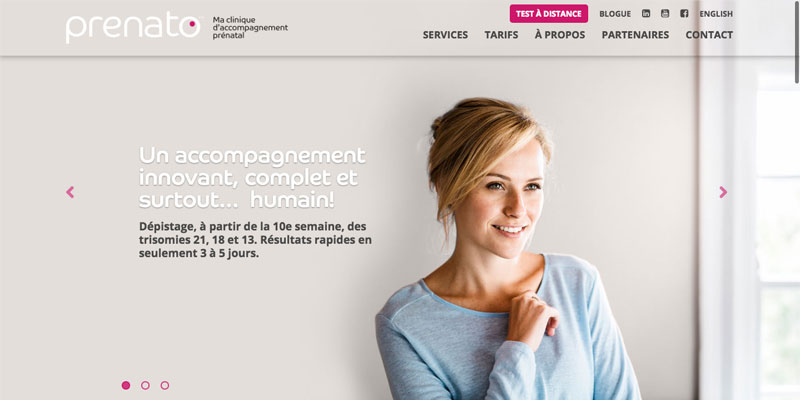 prenato
Ma clinique
d'accompagnement
prénatal
TEST À DISTANCE
BLOGUE
ENGLISH
SERVICES
TARIFS
À PROPOS
PARTENAIRES
CONTACT
Un accompagnement
innovant, complet et
surtout... humain!
Dépistage, à partir de la 10e semaine, des
trisomies 21, 18 et 13. Résultats rapides en
seulement 3 à 5 jours.